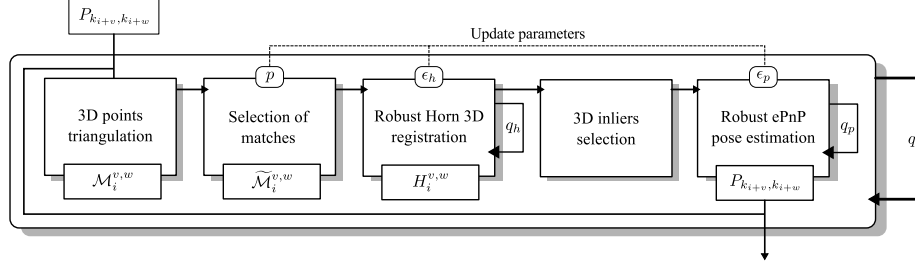 P_{k_{i+v},k_{i+w}}
Update parameters
p
ϵ_h
ϵ_p
3D points
triangulation
Selection of
matches
Robust Horn 3D
registration
q_h
3D inliers
selection
Robust ePnP
pose estimation
q_p
q
M_i^{v,w}
M̃_i^{v,w}
H_i^{v,w}
P_{k_{i+v},k_{i+w}}